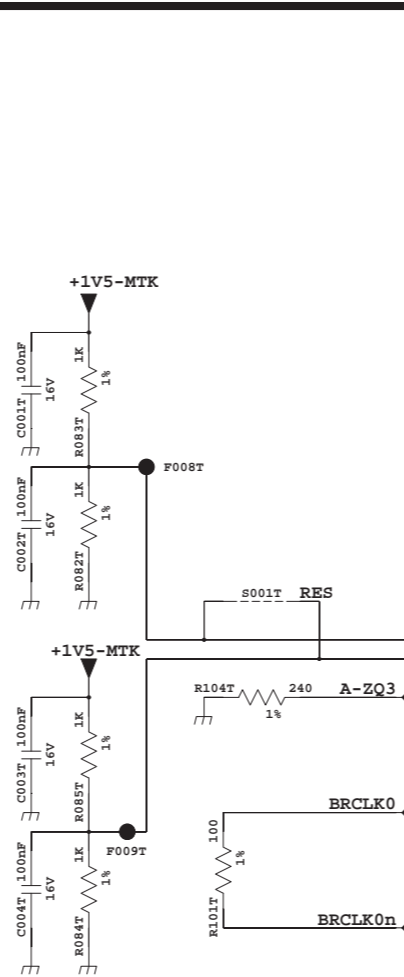 +1V5-MTK
C001T 100nF
16V
R083T 1K
1%
F008T
C002T 100nF
16V
R082T 1K
1%
S001T RES
+1V5-MTK
R104T 240 A-ZQ3
1%
C003T 100nF
16V
R085T 1K
1%
BRCLK0
F009T
C004T 100nF
16V
R084T 1K
1%
R101T 100
1%
BRCLK0n